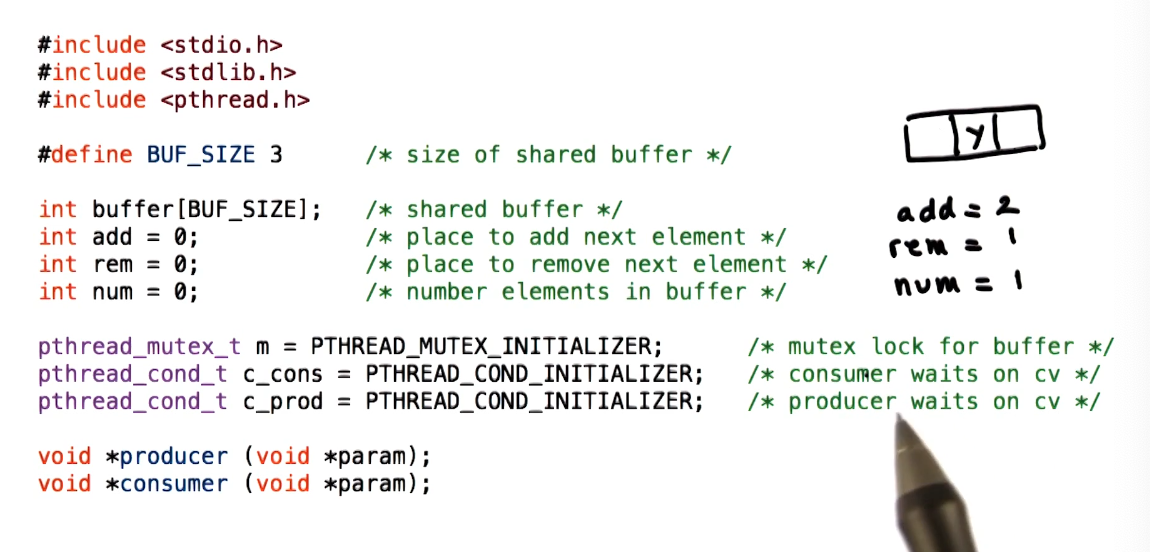 #include <stdio.h>
#include <stdlib.h>
#include <pthread.h>
#define BUF_SIZE 3 /* size of shared buffer */
int buffer[BUF_SIZE]; /* shared buffer */
int add = 0; /* place to add next element */
int rem = 0; /* place to remove next element */
int num = 0; /* number elements in buffer */
pthread_mutex_t m = PTHREAD_MUTEX_INITIALIZER; /* mutex lock for buffer */
pthread_cond_t c_cons = PTHREAD_COND_INITIALIZER; /* consumer waits on cv */
pthread_cond_t c_prod = PTHREAD_COND_INITIALIZER; /* producer waits on cv */
void *producer (void *param);
void *consumer (void *param);
y
add = 2
rem = 1
num = 1